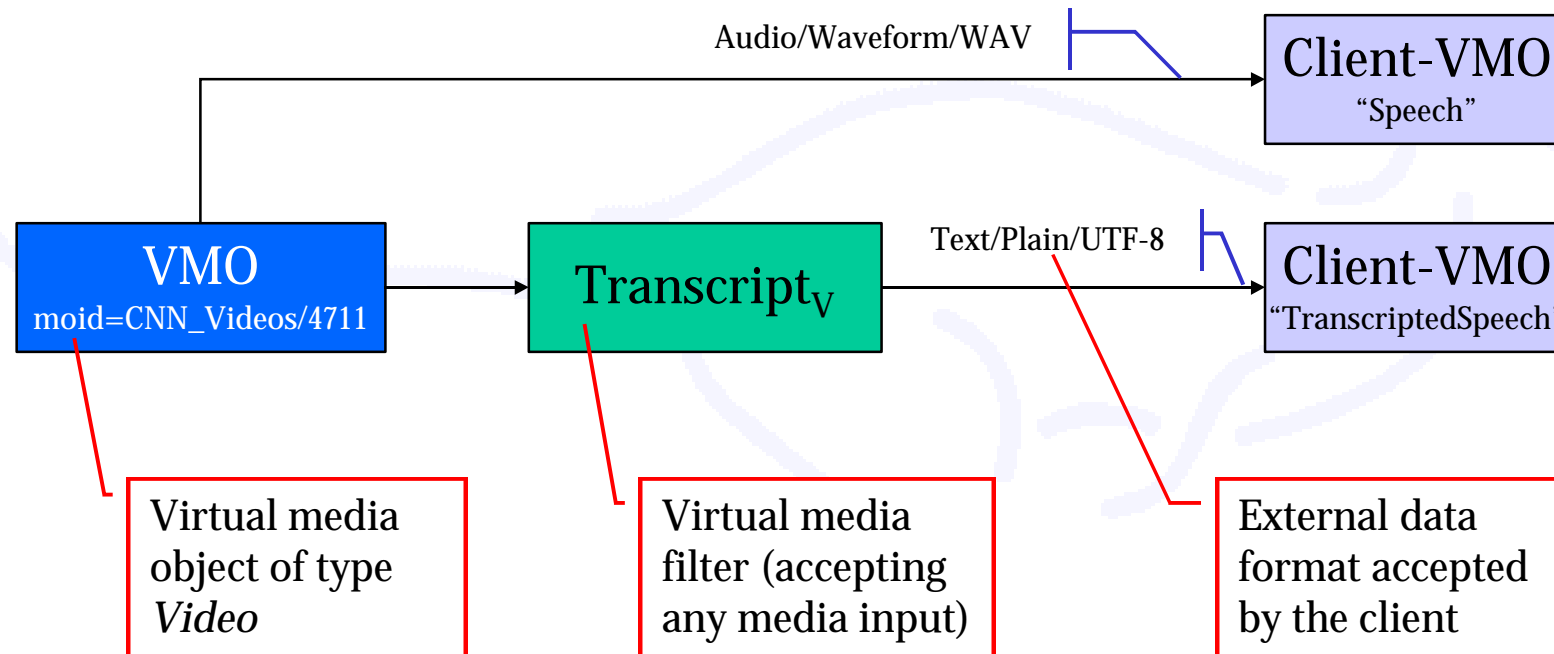 Audio/Waveform/WAV
Client-VMO
“Speech”
VMO
moid=CNN_Videos/4711
TranscriptV
Text/Plain/UTF-8
Client-VMO
“TranscriptedSpeech”
Virtual media
object of type
Video
Virtual media
filter (accepting
any media input)
External data
format accepted
by the client